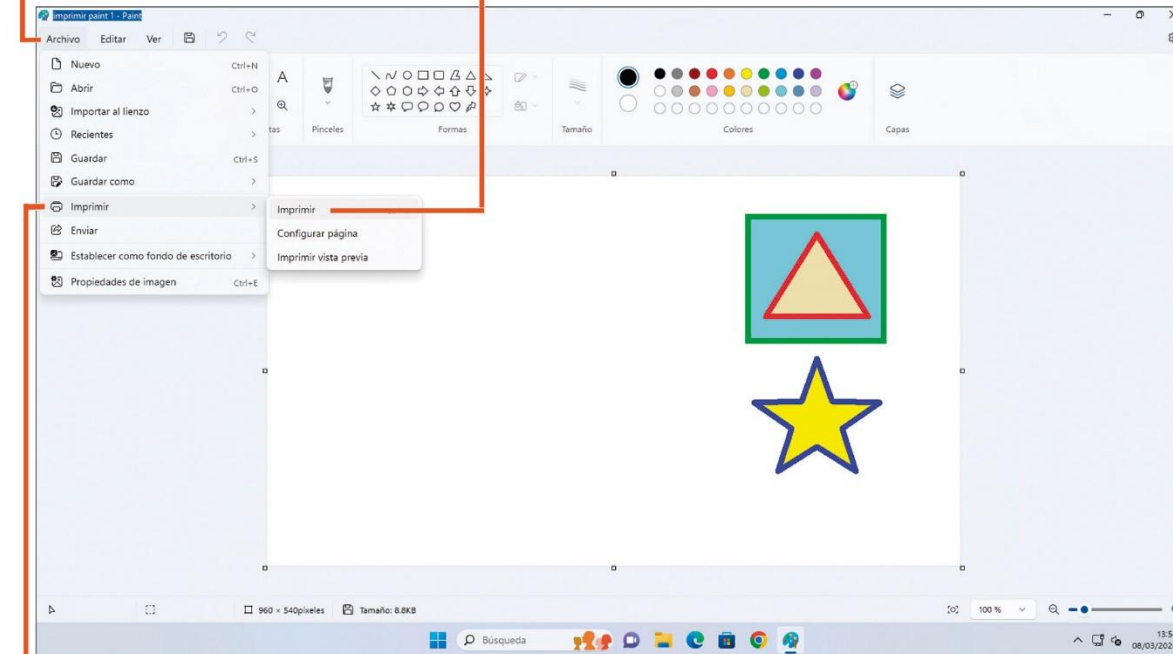 imprimir paint 1 - Paint
Archivo Editar Ver
Nuevo Ctrl+N
Abrir Ctrl+O
Importar al lienzo
Recientes
Guardar Ctrl+S
Guardar como
Imprimir
Enviar
Establecer como fondo de escritorio
Propiedades de imagen Ctrl+E
A
Pinceles Formas Tamaño Colores Capas
Imprimir
Configurar página
Imprimir vista previa
960 × 540píxeles Tamaño: 8.8KB 100 %
Búsqueda